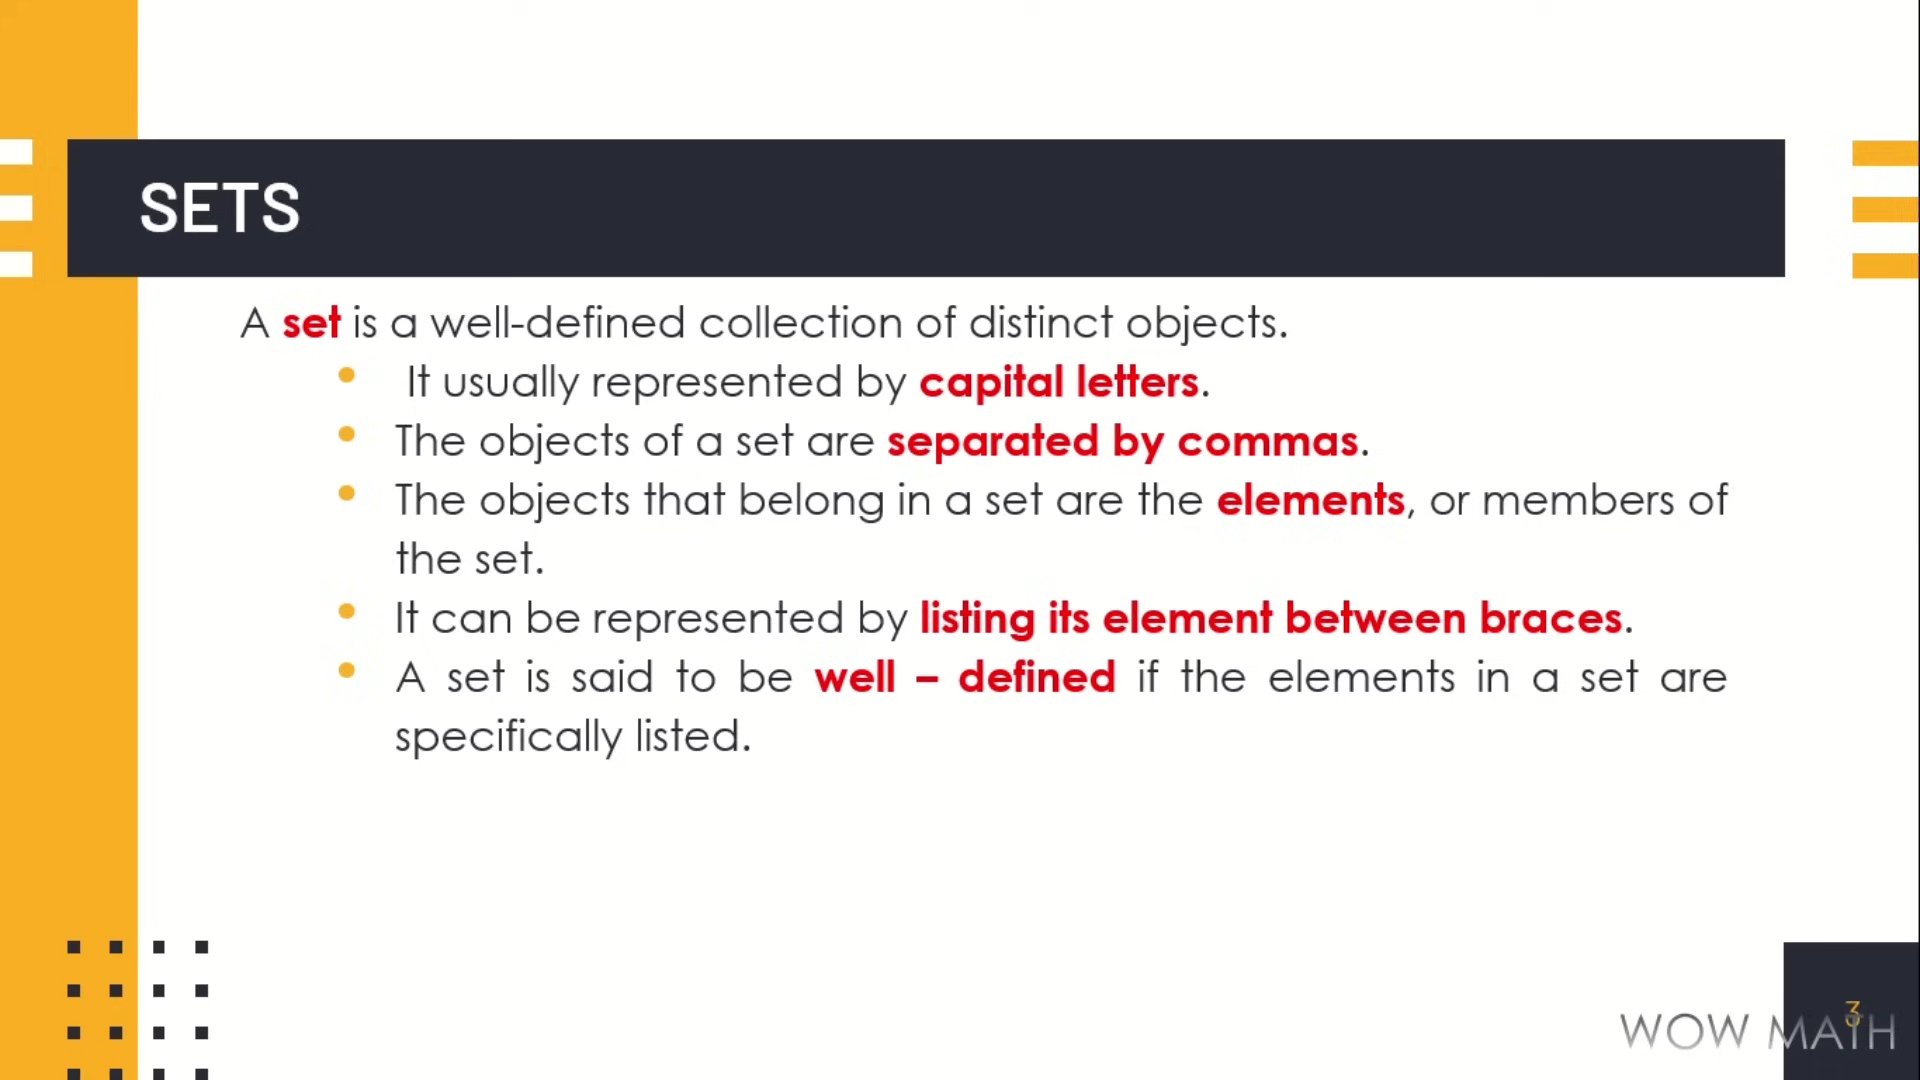 SETS
A set is a well-defined collection of distinct objects.
• It usually represented by capital letters.
• The objects of a set are separated by commas.
• The objects that belong in a set are the elements, or members of
the set.
• It can be represented by listing its element between braces.
• A set is said to be well – defined if the elements in a set are
specifically listed.
3
WOW MATH